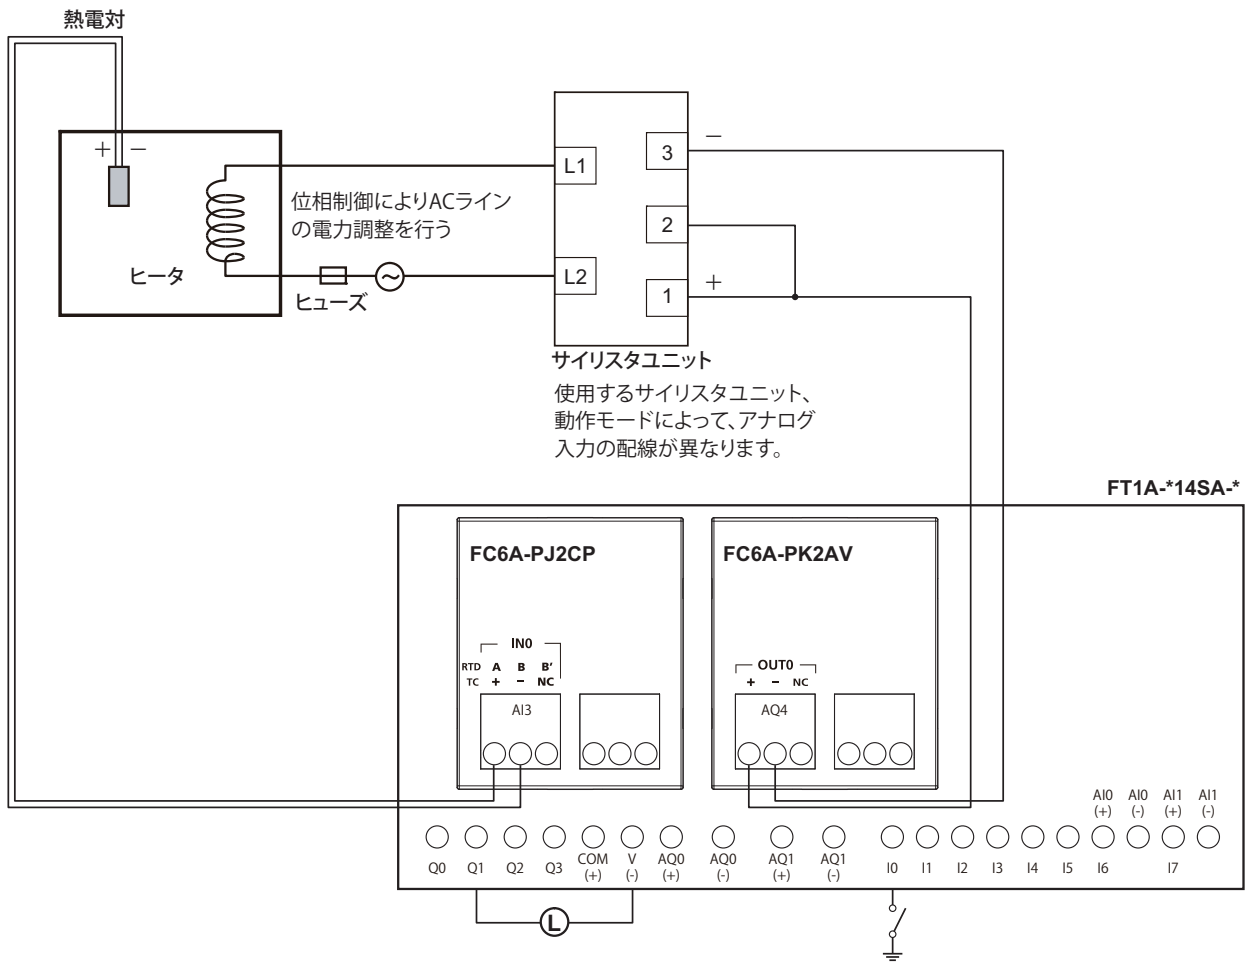 熱電対
+ −
L1
3
−
位相制御によりACライン
の電力調整を行う
2
ヒータ
L2
+
1
ヒューズ
サイリスタユニット
使用するサイリスタユニット、
動作モードによって、アナログ
入力の配線が異なります。
FT1A-*14SA-*
FC6A-PJ2CP
FC6A-PK2AV
IN0
RTD A B B'
TC + − NC
AI3
OUT0
+ − NC
AQ4
AI0 (+)
AI0 (-)
AI1 (+)
AI1 (-)
Q0
Q1
Q2
Q3
COM (+)
V (-)
AQ0 (+)
AQ0 (-)
AQ1 (+)
AQ1 (-)
I0
I1
I2
I3
I4
I5
I6
I7
L